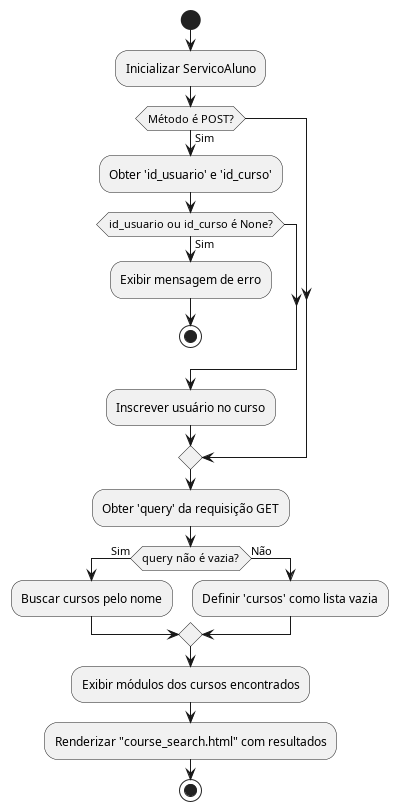 Inicializar ServicoAluno
Método é POST?
Sim
Obter 'id_usuario' e 'id_curso'
id_usuario ou id_curso é None?
Sim
Exibir mensagem de erro
Inscrever usuário no curso
Obter 'query' da requisição GET
Sim
query não é vazia?
Não
Buscar cursos pelo nome
Definir 'cursos' como lista vazia
Exibir módulos dos cursos encontrados
Renderizar "course_search.html" com resultados